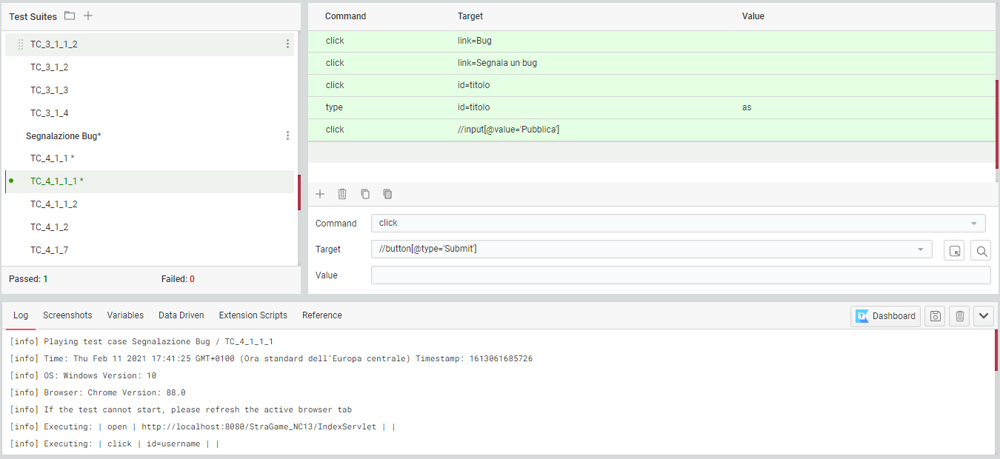 Test Suites
TC_3_1_1_2
TC_3_1_2
TC_3_1_3
TC_3_1_4
Segnalazione Bug*
TC_4_1_1 *
TC_4_1_1_1 *
TC_4_1_1_2
TC_4_1_2
TC_4_1_7
Passed: 1 Failed: 0
Command Target Value
click link=Bug
click link=Segnala un bug
click id=titolo
type id=titolo as
click //input[@value='Pubblica']
Command click
Target //button[@type='Submit']
Value
Log Screenshots Variables Data Driven Extension Scripts Reference Dashboard
[info] Playing test case Segnalazione Bug / TC_4_1_1_1
[info] Time: Thu Feb 11 2021 17:41:25 GMT+0100 (Ora standard dell'Europa centrale) Timestamp: 1613061685726
[info] OS: Windows Version: 10
[info] Browser: Chrome Version: 88.0
[info] If the test cannot start, please refresh the active browser tab
[info] Executing: | open | http://localhost:8080/StraGame_NC13/IndexServlet | |
[info] Executing: | click | id=username | |